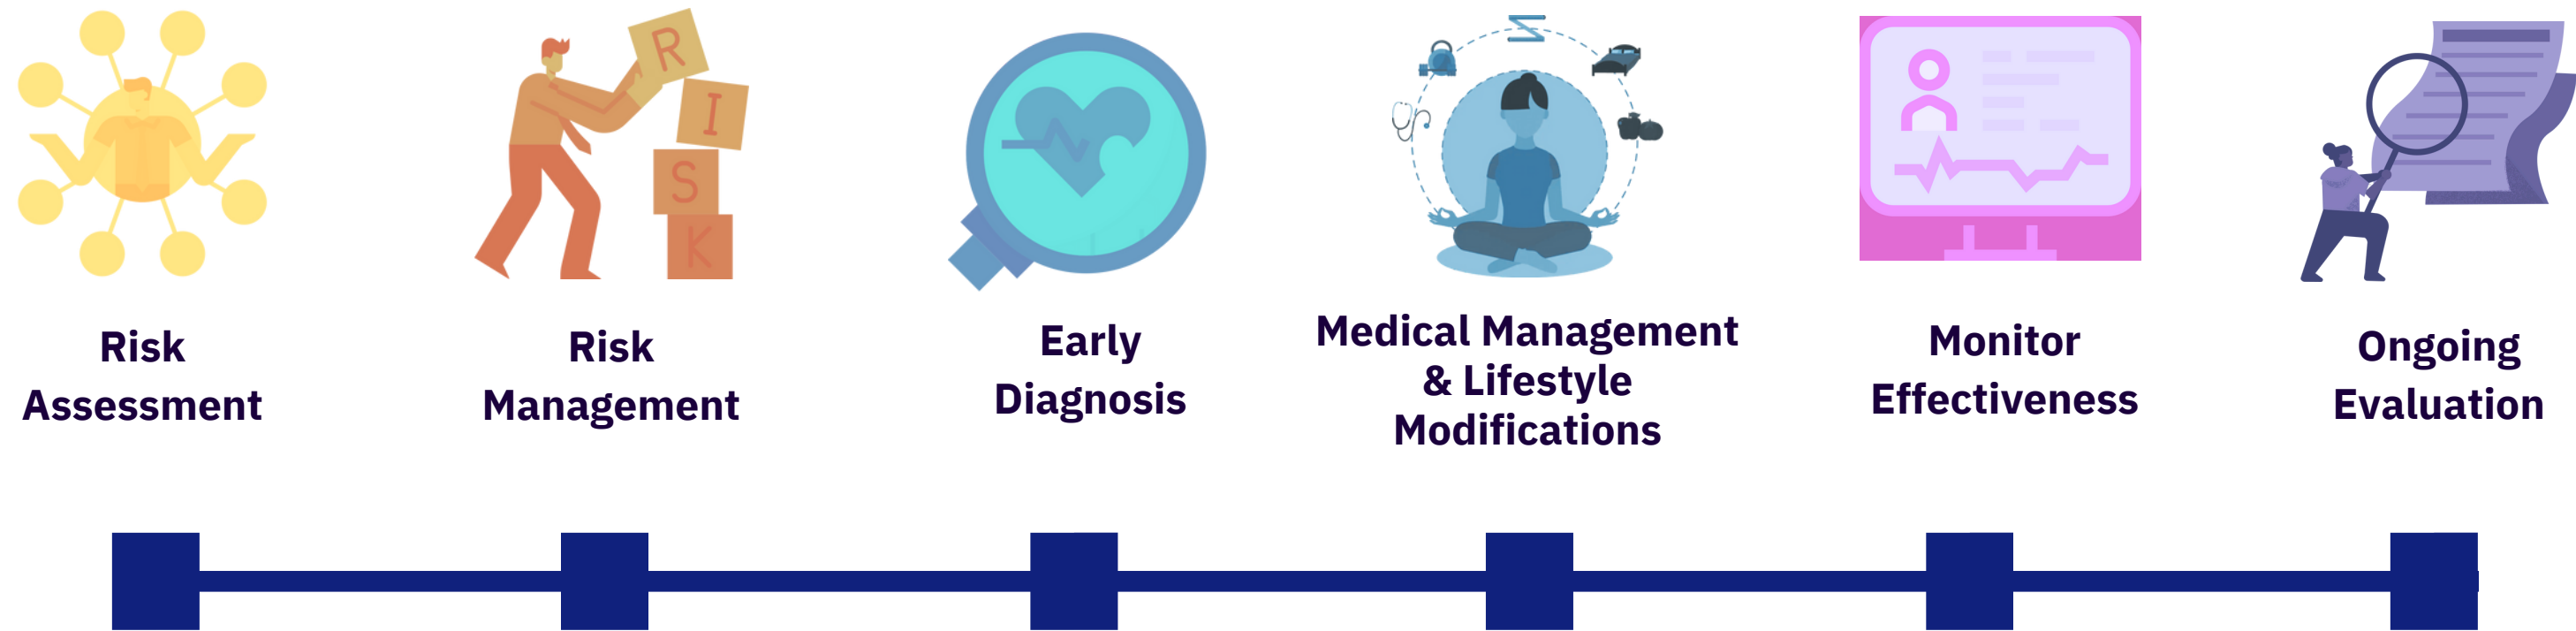 R
I
S
K
Risk
Assessment
Risk
Management
Early
Diagnosis
Medical Management
& Lifestyle
Modifications
Monitor
Effectiveness
Ongoing
Evaluation